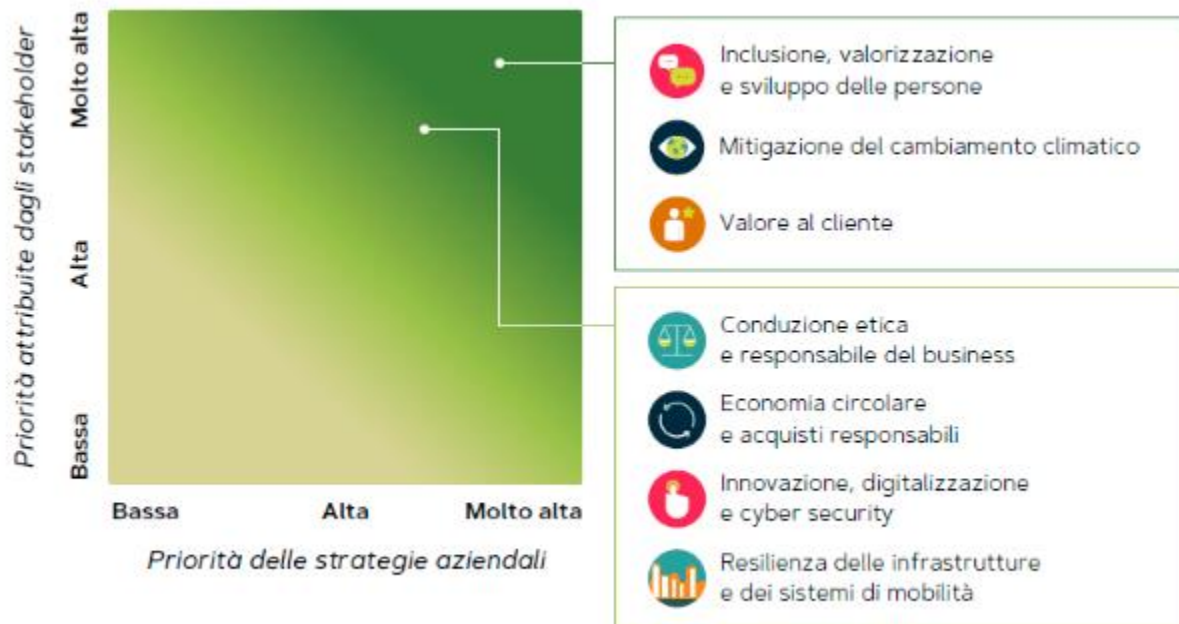 Priorità attribuite dagli stakeholder
Molto alta
Alta
Bassa
Bassa
Alta
Molto alta
Priorità delle strategie aziendali
Inclusione, valorizzazione
e sviluppo delle persone
Mitigazione del cambiamento climatico
Valore al cliente
Conduzione etica
e responsabile del business
Economia circolare
e acquisti responsabili
Innovazione, digitalizzazione
e cyber security
Resilienza delle infrastrutture
e dei sistemi di mobilità